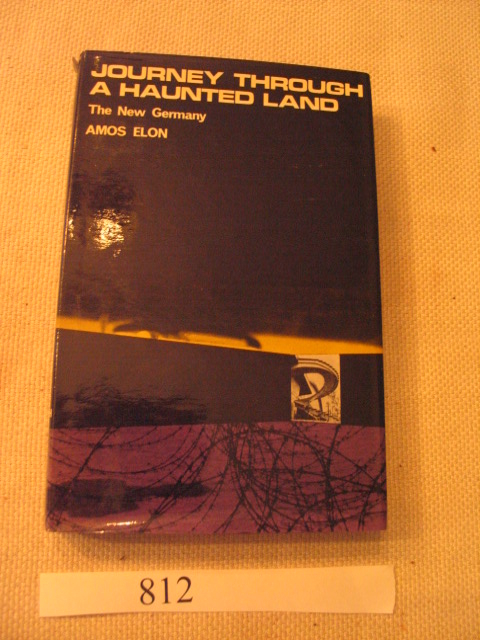 JOURNEY THROUGH
A HAUNTED LAND
The New Germany
AMOS ELON
812